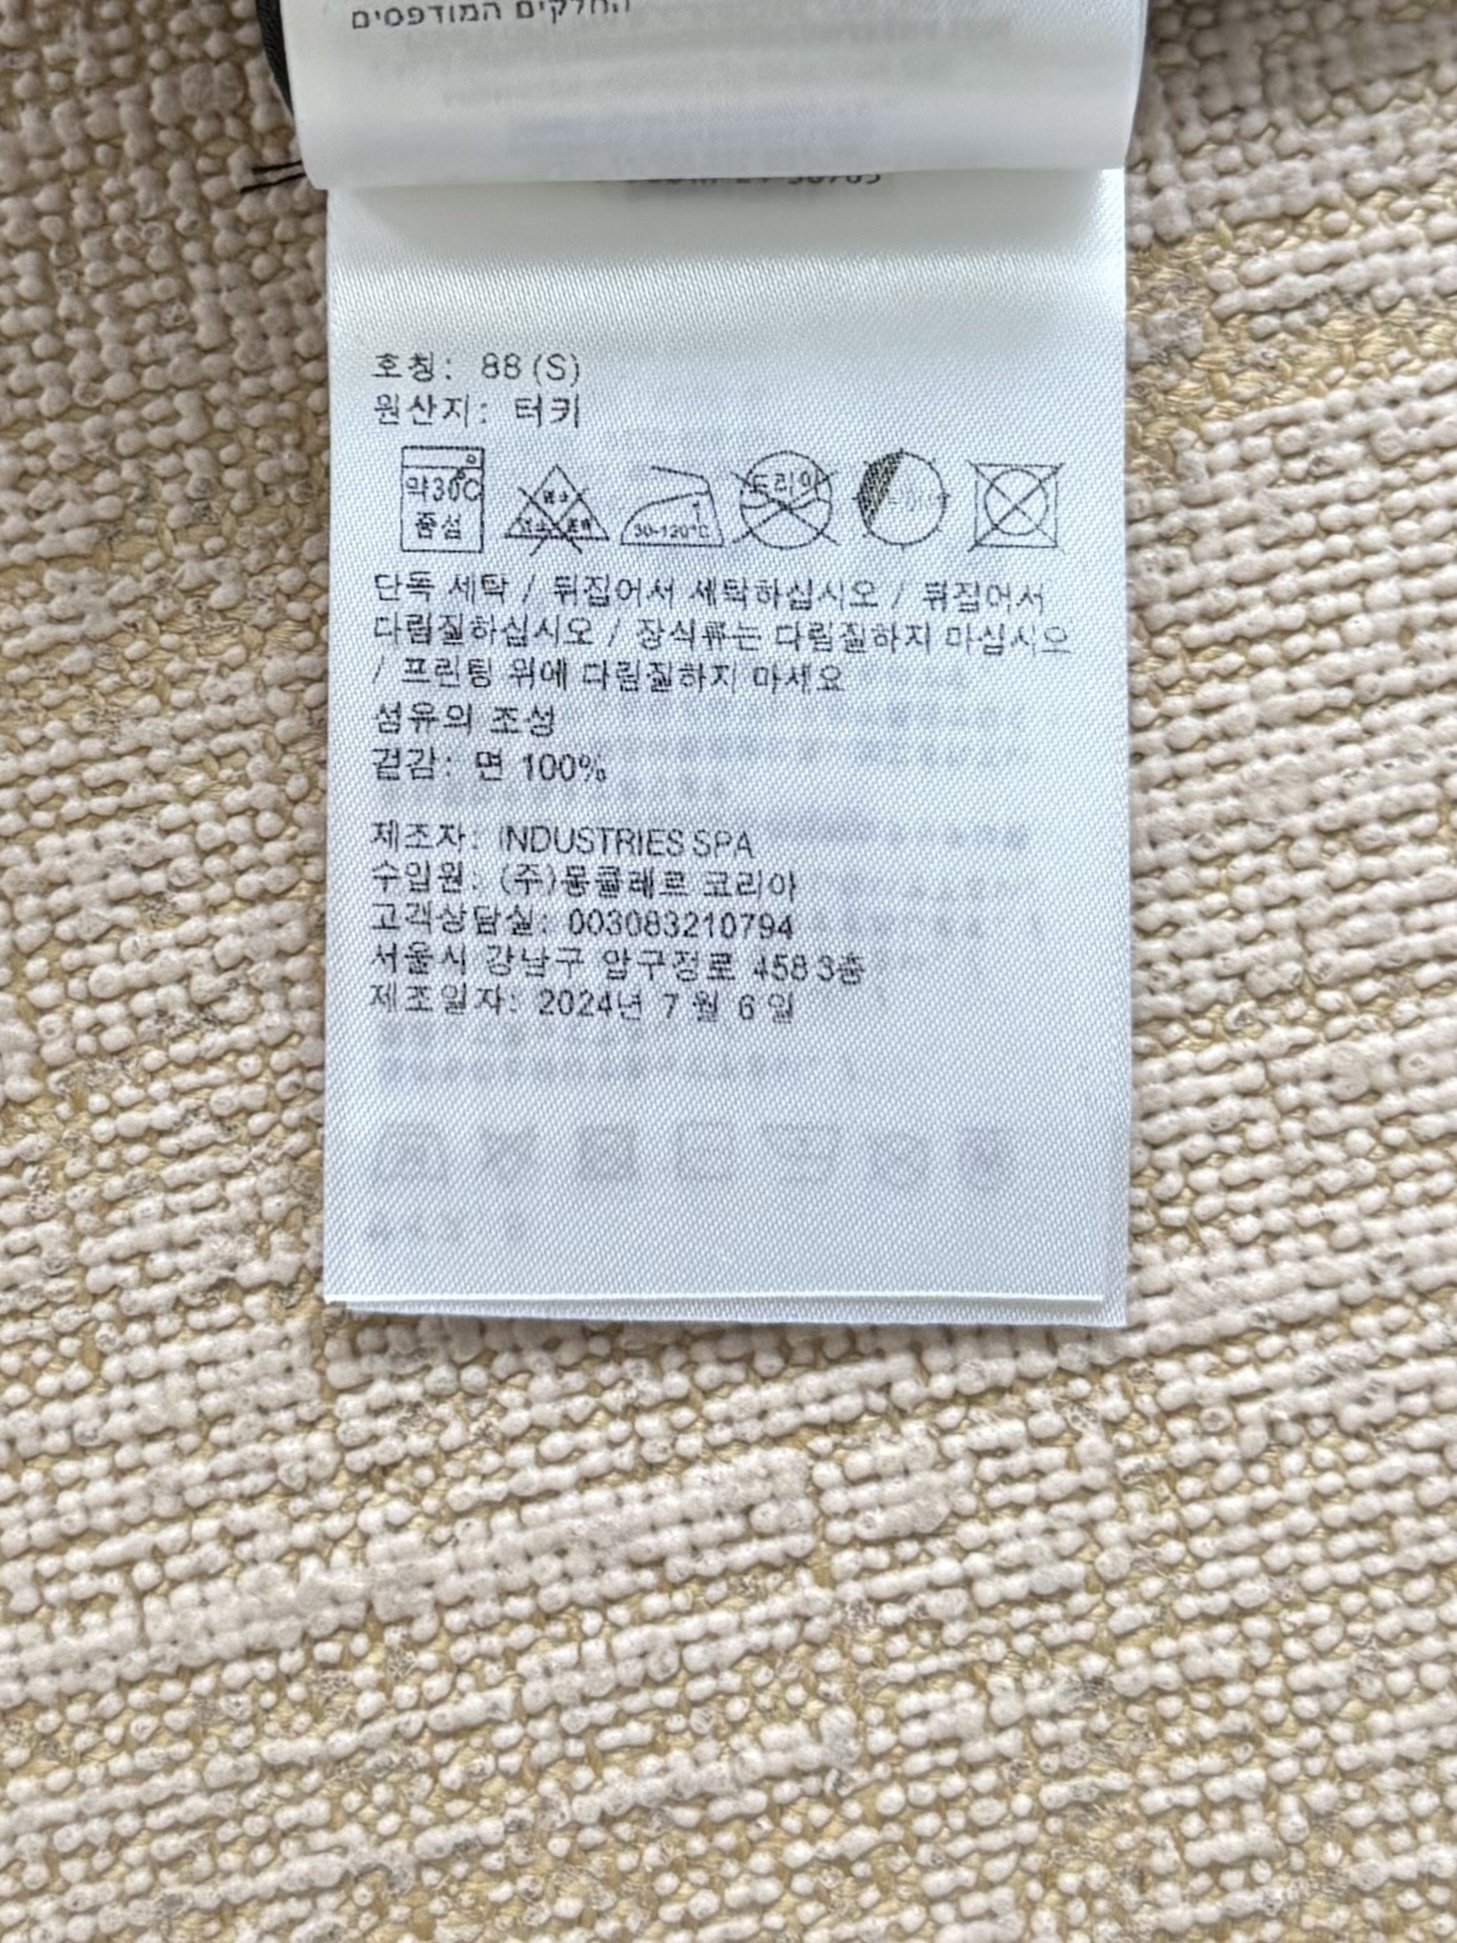 החלקים המודפסים
호칭: 88 (S)
원산지: 터키
약30℃
중성
30-120°C
드라이
단독 세탁 / 뒤집어서 세탁하십시오 / 뒤집어서
다림질하십시오 / 장식류는 다림질하지 마십시오
/ 프린팅 위에 다림질하지 마세요
섬유의 조성
겉감: 면 100%
제조자: INDUSTRIES SPA
수입원: (주)몽클레르 코리아
고객상담실: 003083210794
서울시 강남구 압구정로 458 3층
제조일자: 2024년 7 월 6 일